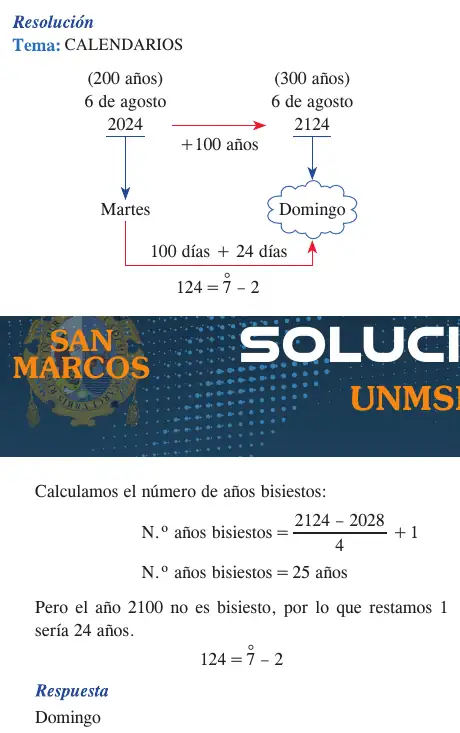 Resolución
Tema: CALENDARIOS
(200 años) (300 años)
6 de agosto 6 de agosto
2024 2124
+100 años
Martes Domingo
100 días + 24 días
124 = 7̊ – 2
SAN
MARCOS
SOLUCI
UNMS
Calculamos el número de años bisiestos:
N.º años bisiestos = (2124 – 2028)/4 + 1
N.º años bisiestos = 25 años
Pero el año 2100 no es bisiesto, por lo que restamos 1
sería 24 años.
124 = 7̊ – 2
Respuesta
Domingo